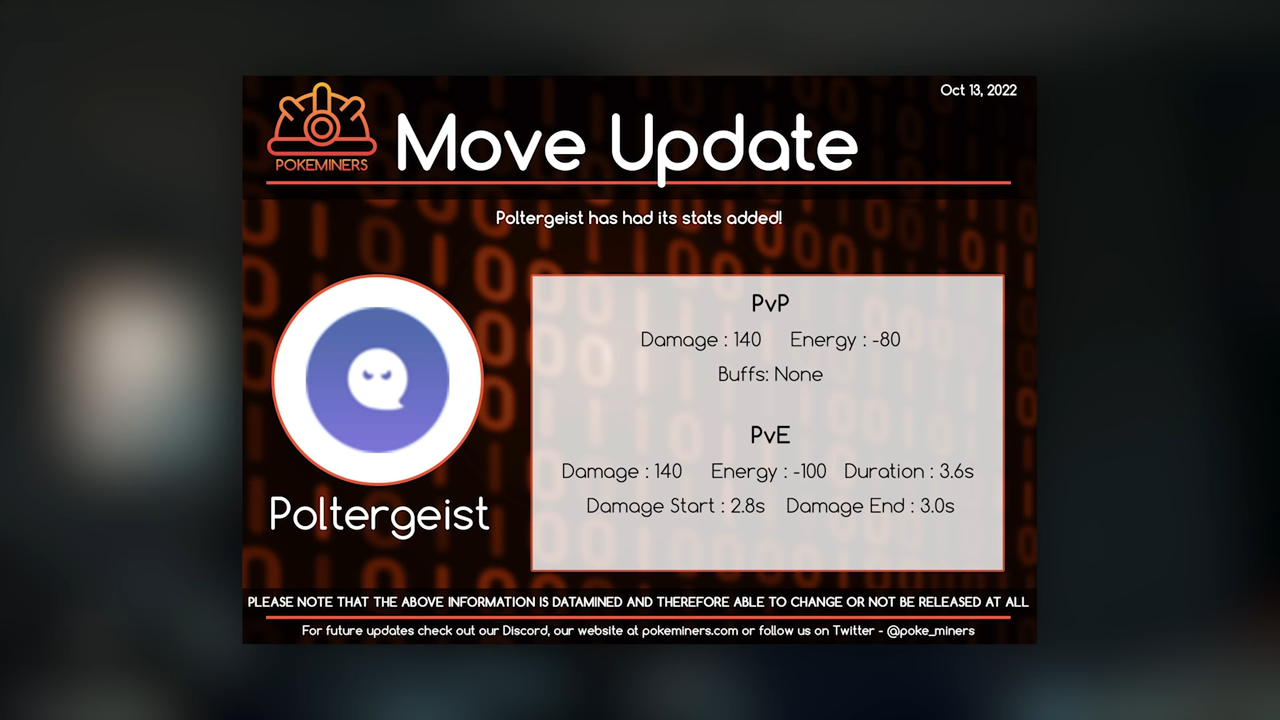 Oct 13, 2022
POKEMINERS
Move Update
Poltergeist has had its stats added!
PvP
Damage : 140 Energy : -80
Buffs: None
PvE
Damage : 140 Energy : -100 Duration : 3.6s
Damage Start : 2.8s Damage End : 3.0s
Poltergeist
PLEASE NOTE THAT THE ABOVE INFORMATION IS DATAMINED AND THEREFORE ABLE TO CHANGE OR NOT BE RELEASED AT ALL
For future updates check out our Discord, our website at pokeminers.com or follow us on Twitter - @poke_miners